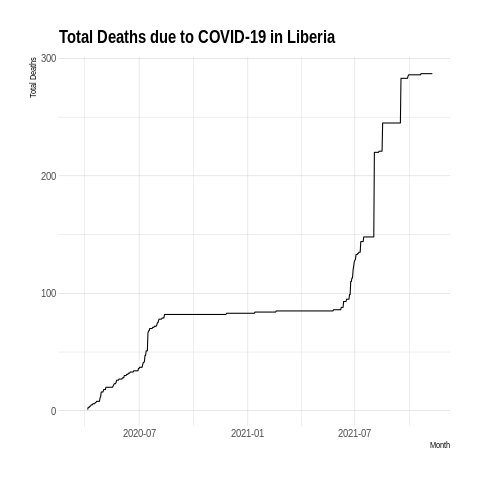 Total Deaths due to COVID-19 in Liberia
Total Deaths
300
200
100
0
2020-07
2021-01
2021-07
Month